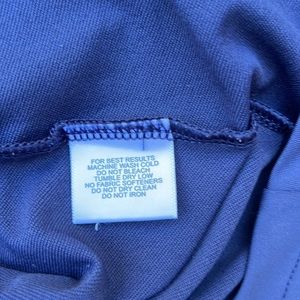 FOR BEST RESULTS
MACHINE WASH COLD
DO NOT BLEACH
TUMBLE DRY LOW
NO FABRIC SOFTENERS
DO NOT DRY CLEAN
DO NOT IRON